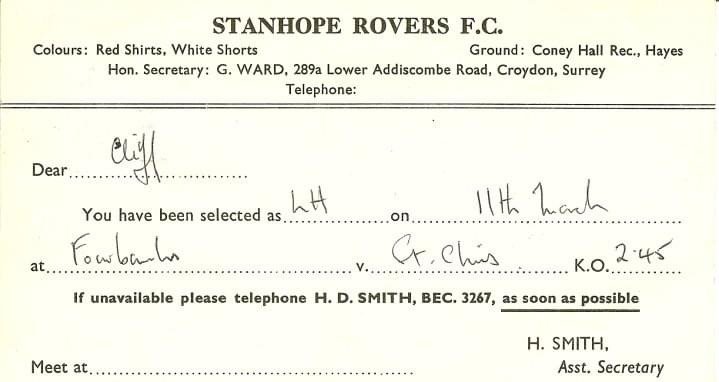 STANHOPE ROVERS F.C.
Colours: Red Shirts, White Shorts Ground: Coney Hall Rec., Hayes
Hon. Secretary: G. WARD, 289a Lower Addiscombe Road, Croydon, Surrey
Telephone:
Dear Cliff
You have been selected as LH on 11th March
at v. St. Chris K.O. 2.45
If unavailable please telephone H. D. SMITH, BEC. 3267, as soon as possible
H. SMITH,
Meet at Asst. Secretary